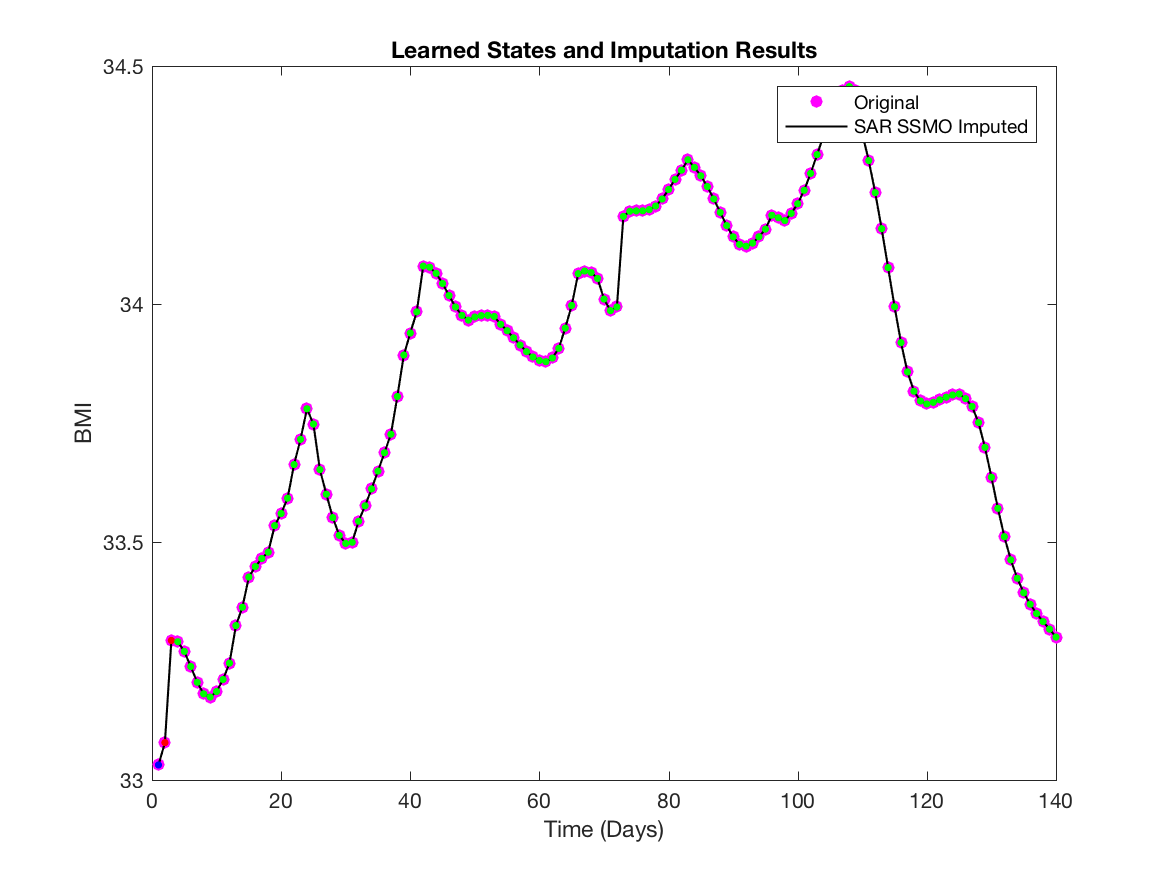 Learned States and Imputation Results
34.5
34
33.5
33
BMI
Original
SAR SSMO Imputed
0 20 40 60 80 100 120 140
Time (Days)